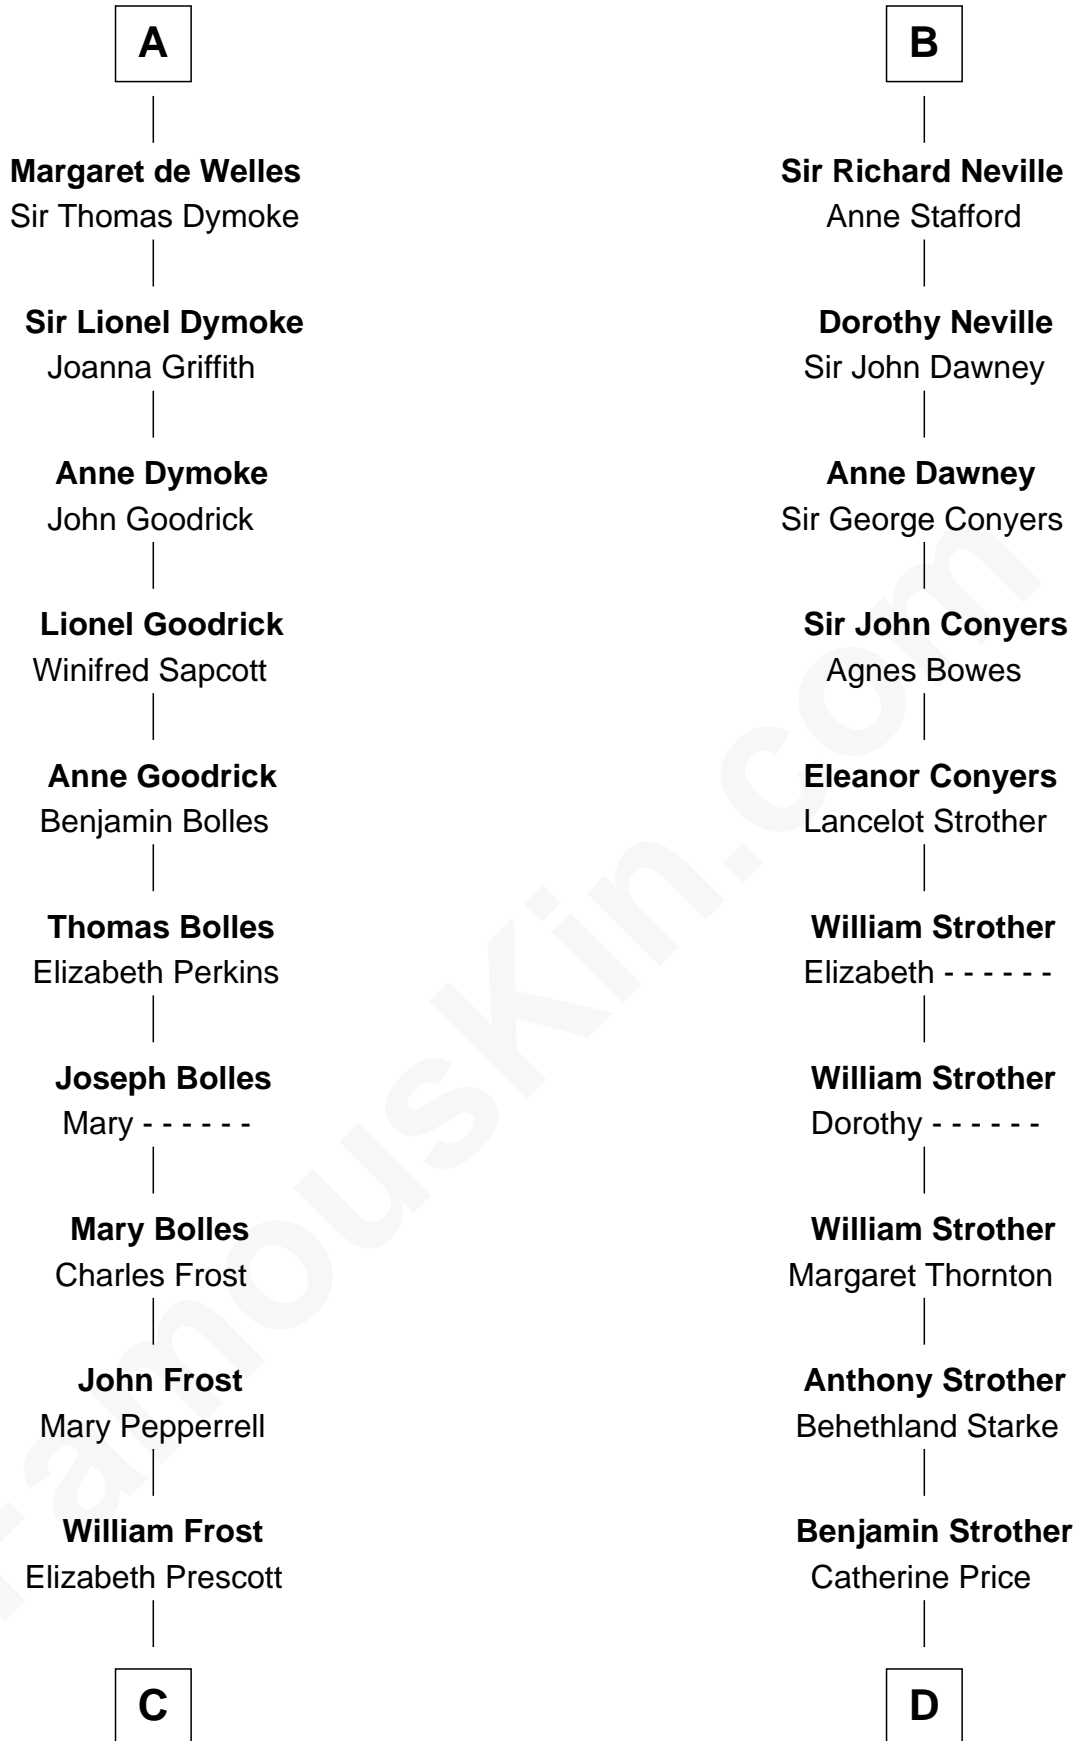 A
Margaret de Welles
Sir Thomas Dymoke
Sir Lionel Dymoke
Joanna Griffith
Anne Dymoke
John Goodrick
Lionel Goodrick
Winifred Sapcott
Anne Goodrick
Benjamin Bolles
Thomas Bolles
Elizabeth Perkins
Joseph Bolles
Mary - - - - - -
Mary Bolles
Charles Frost
John Frost
Mary Pepperrell
William Frost
Elizabeth Prescott
C
B
Sir Richard Neville
Anne Stafford
Dorothy Neville
Sir John Dawney
Anne Dawney
Sir George Conyers
Sir John Conyers
Agnes Bowes
Eleanor Conyers
Lancelot Strother
William Strother
Elizabeth - - - - - -
William Strother
Dorothy - - - - - -
William Strother
Margaret Thornton
Anthony Strother
Behethland Starke
Benjamin Strother
Catherine Price
D
FamousKin.com